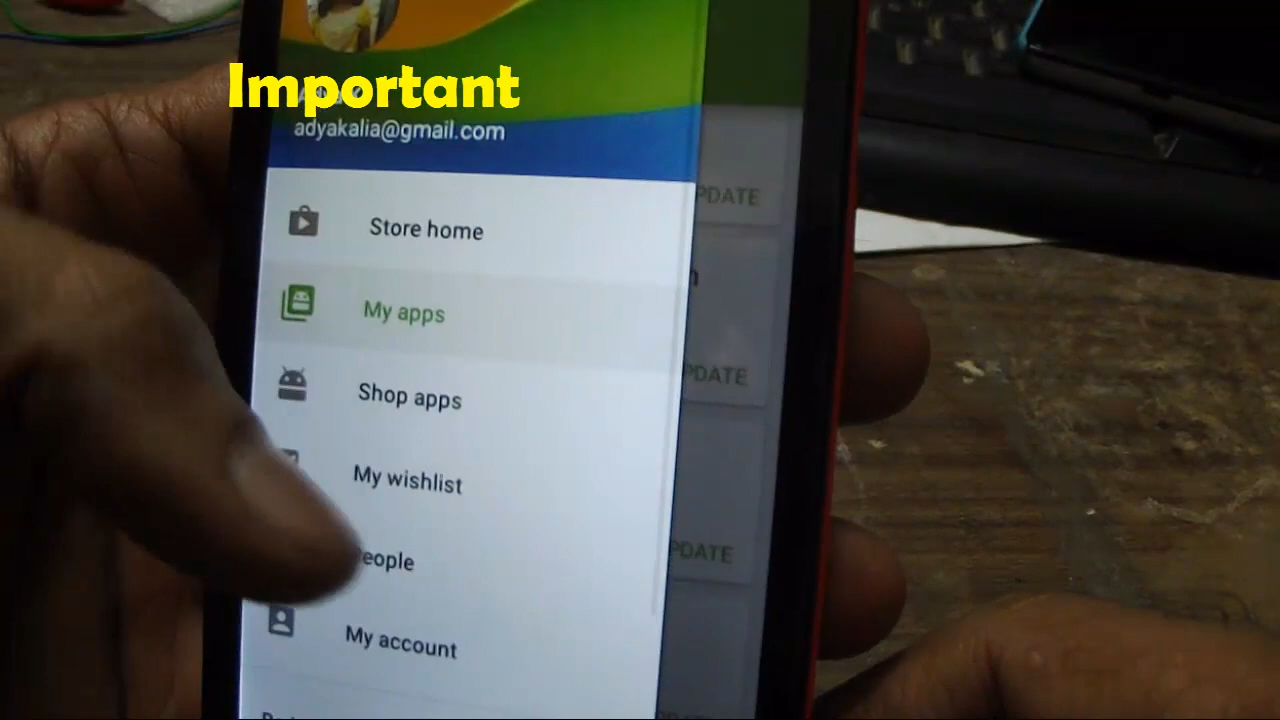 Important
adyakalia@gmail.com
Store home
My apps
Shop apps
My wishlist
eople
My account
PDATE
PDATE
PDATE